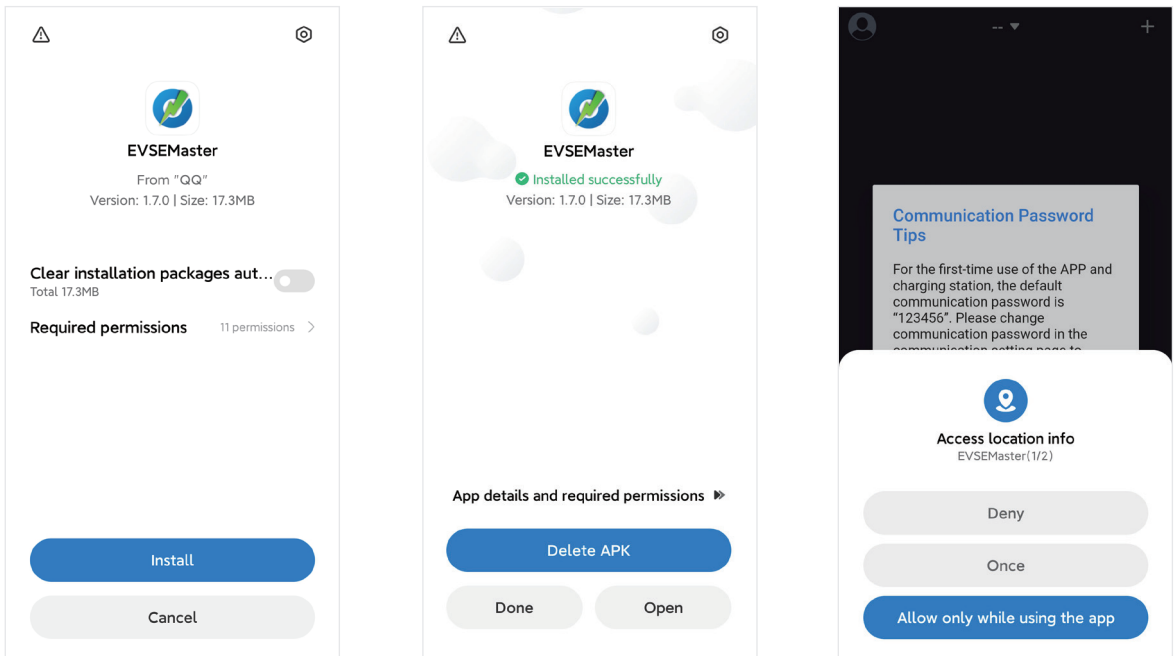 EVSEMaster
From "QQ"
Version: 1.7.0 | Size: 17.3MB
Clear installation packages aut...
Total 17.3MB
Required permissions 11 permissions >
Install
Cancel
EVSEMaster
Installed successfully
Version: 1.7.0 | Size: 17.3MB
App details and required permissions
Delete APK
Done Open
-- ▼ +
Communication Password
Tips
For the first-time use of the APP and
charging station, the default
communication password is
“123456”. Please change
communication password in the
communication setting page to
Access location info
EVSEMaster(1/2)
Deny
Once
Allow only while using the app